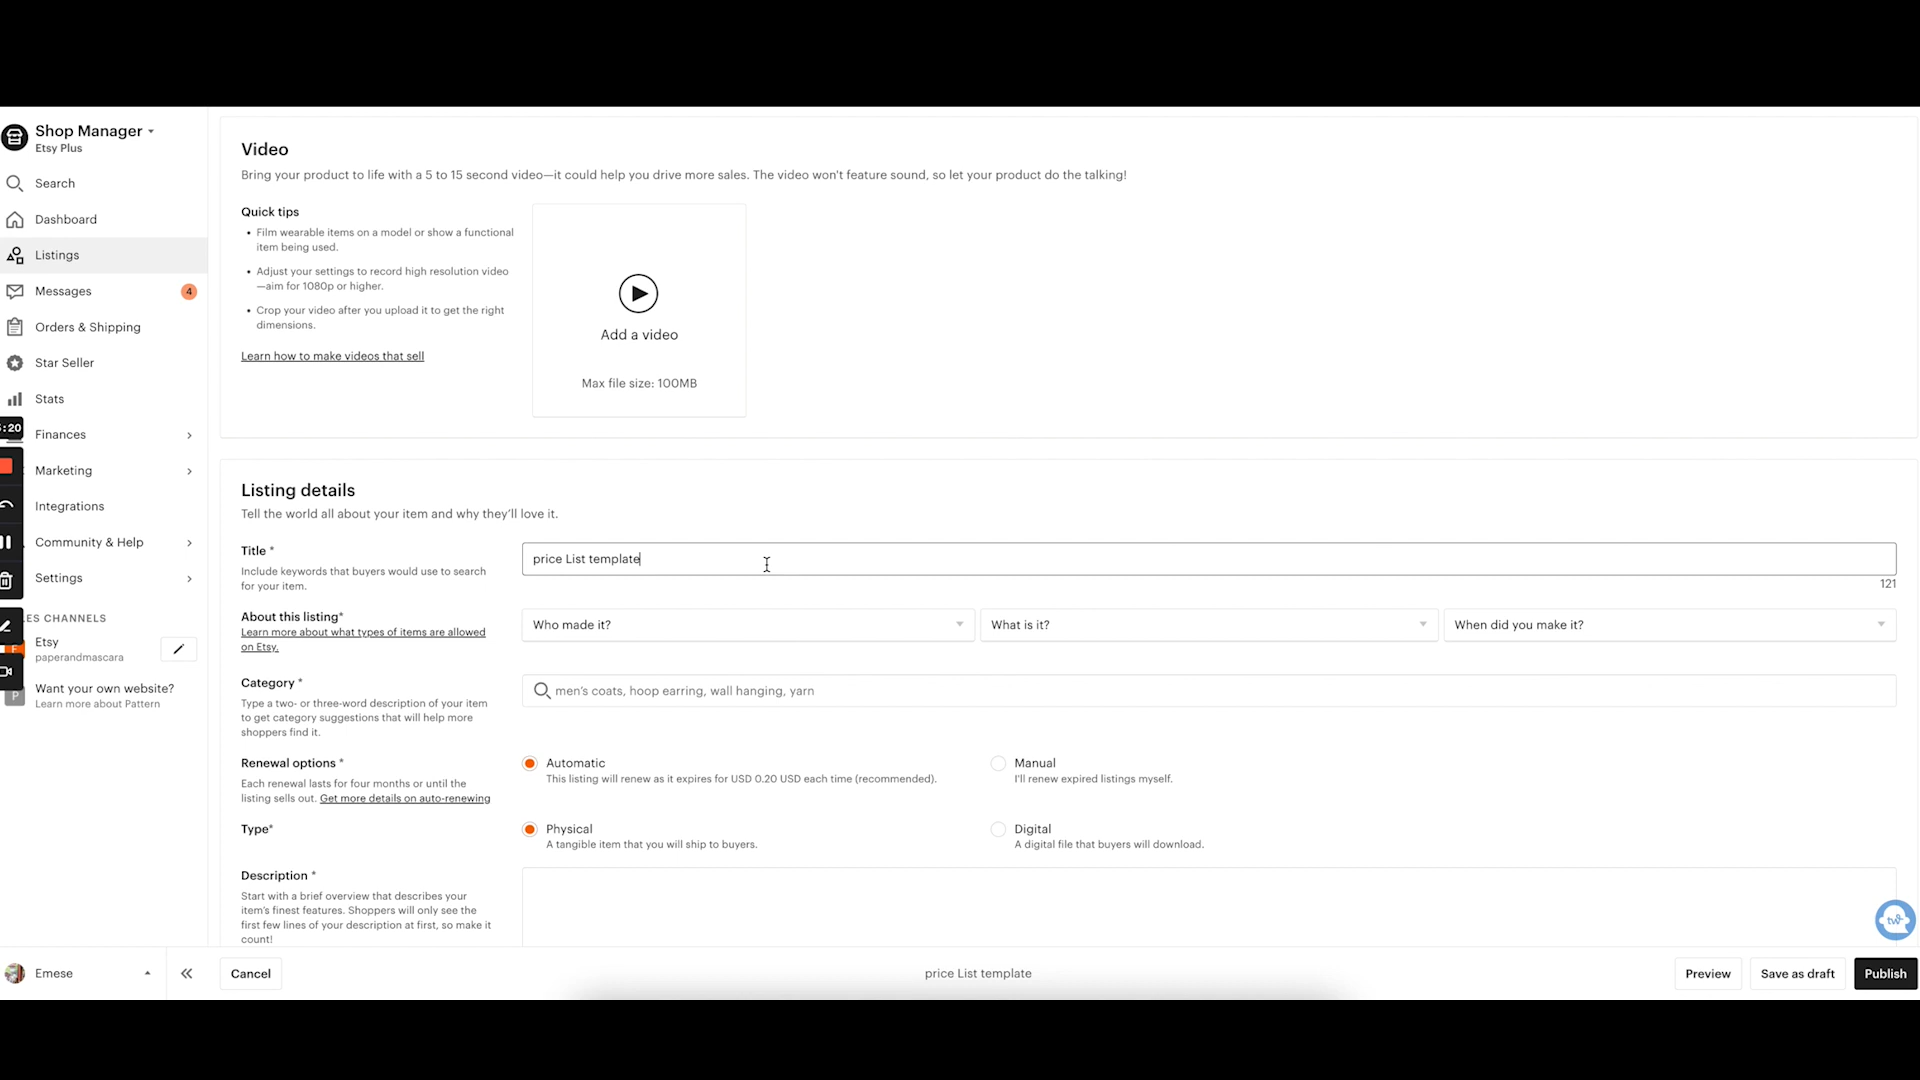 Shop Manager
Etsy Plus
Search
Dashboard
Listings
Messages
4
Orders & Shipping
Star Seller
Stats
:20
Finances
Marketing
Integrations
Community & Help
Settings
ES CHANNELS
Etsy
paperandmascara
E
Want your own website?
Learn more about Pattern
P
Emese
Video
Bring your product to life with a 5 to 15 second video—it could help you drive more sales. The video won't feature sound, so let your product do the talking!
Quick tips
• Film wearable items on a model or show a functional
item being used.
• Adjust your settings to record high resolution video
—aim for 1080p or higher.
• Crop your video after you upload it to get the right
dimensions.
Learn how to make videos that sell
Add a video
Max file size: 100MB
Listing details
Tell the world all about your item and why they'll love it.
Title *
Include keywords that buyers would use to search
for your item.
price List template
121
About this listing*
Learn more about what types of items are allowed
on Etsy.
Who made it?
What is it?
When did you make it?
Category *
Type a two- or three-word description of your item
to get category suggestions that will help more
shoppers find it.
men's coats, hoop earring, wall hanging, yarn
Renewal options *
Each renewal lasts for four months or until the
listing sells out. Get more details on auto-renewing
Automatic
This listing will renew as it expires for USD 0.20 USD each time (recommended).
Manual
I'll renew expired listings myself.
Type*
Physical
A tangible item that you will ship to buyers.
Digital
A digital file that buyers will download.
Description *
Start with a brief overview that describes your
item's finest features. Shoppers will only see the
first few lines of your description at first, so make it
count!
Cancel
price List template
Preview
Save as draft
Publish